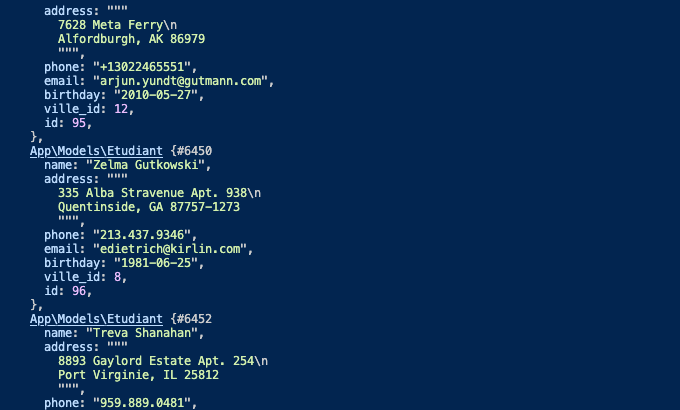 address: """
7628 Meta Ferry\n
Alfordburgh, AK 86979
""",
phone: "+13022465551",
email: "arjun.yundt@gutmann.com",
birthday: "2010-05-27",
ville_id: 12,
id: 95,
},
App\Models\Etudiant {#6450
name: "Zelma Gutkowski",
address: """
335 Alba Stravenue Apt. 938\n
Quentinside, GA 87757-1273
""",
phone: "213.437.9346",
email: "edietrich@kirlin.com",
birthday: "1981-06-25",
ville_id: 8,
id: 96,
},
App\Models\Etudiant {#6452
name: "Treva Shanahan",
address: """
8893 Gaylord Estate Apt. 254\n
Port Virginie, IL 25812
""",
phone: "959.889.0481",